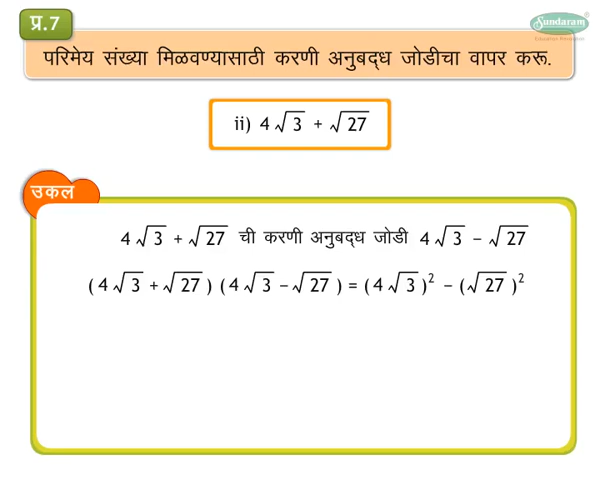 प्र.7
Sundaram
परिमेय संख्या मिळवण्यासाठी करणी अनुबद्ध जोडीचा वापर करू.
ii) 4√3 + √27
उकल
4√3 + √27 ची करणी अनुबद्ध जोडी 4√3 − √27
(4√3 + √27) (4√3 − √27) = (4√3)² − (√27)²